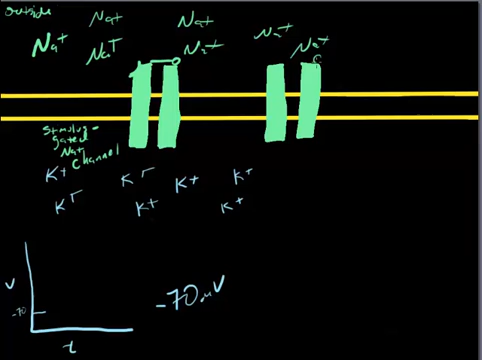 outside
Na+ Na+
Na+ Na+ Na+ Na+ Na+
Stimulus-
gated
Na+
Channel
K+ K+ K+ K+
K+ K+ K+
V
-70
-70mV
t